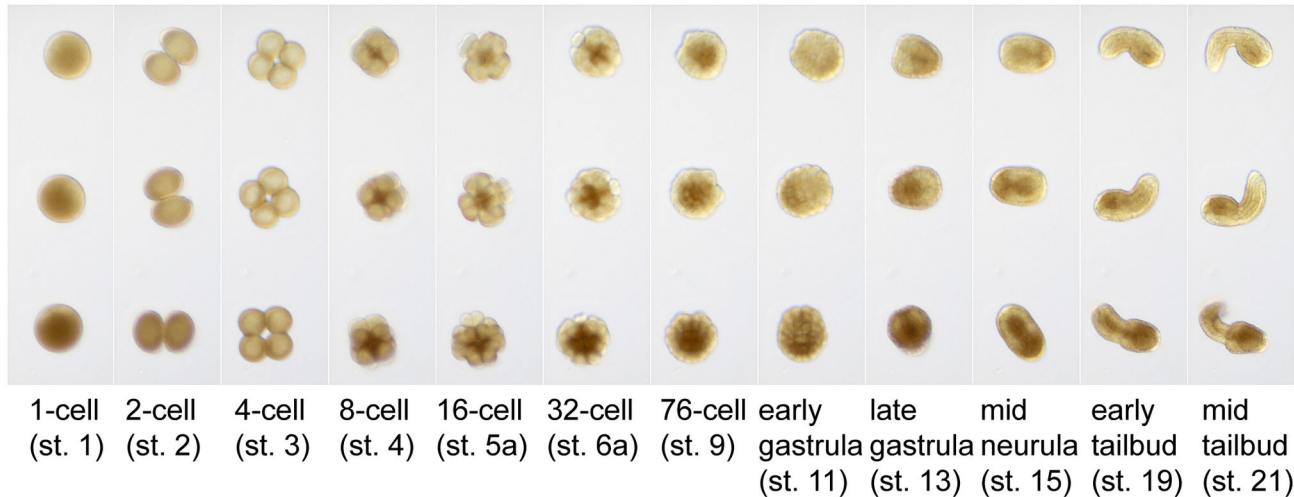 1-cell
(st. 1)
2-cell
(st. 2)
4-cell
(st. 3)
8-cell
(st. 4)
16-cell
(st. 5a)
32-cell
(st. 6a)
76-cell
(st. 9)
early
gastrula
(st. 11)
late
gastrula
(st. 13)
mid
neurula
(st. 15)
early
tailbud
(st. 19)
mid
tailbud
(st. 21)